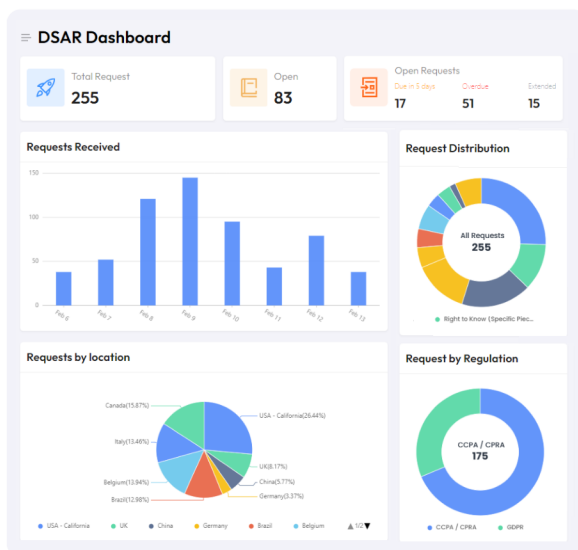 DSAR Dashboard
Total Request
255
Open
83
Open Requests
Due in 5 days
Overdue
Extended
17
51
15
Requests Received
150
100
50
0
Feb 6
Feb 7
Feb 8
Feb 9
Feb 10
Feb 11
Feb 12
Feb 13
Request Distribution
All Requests
255
Right to Know (Specific Piec...
Requests by location
Canada(15.87%)
USA - California(26.44%)
Italy(13.46%)
UK(8.17%)
China(5.77%)
Belgium(13.94%)
Germany(3.37%)
Brazil(12.98%)
USA - California
UK
China
Germany
Brazil
Belgium
1/2
Request by Regulation
CCPA / CPRA
175
CCPA / CPRA
GDPR